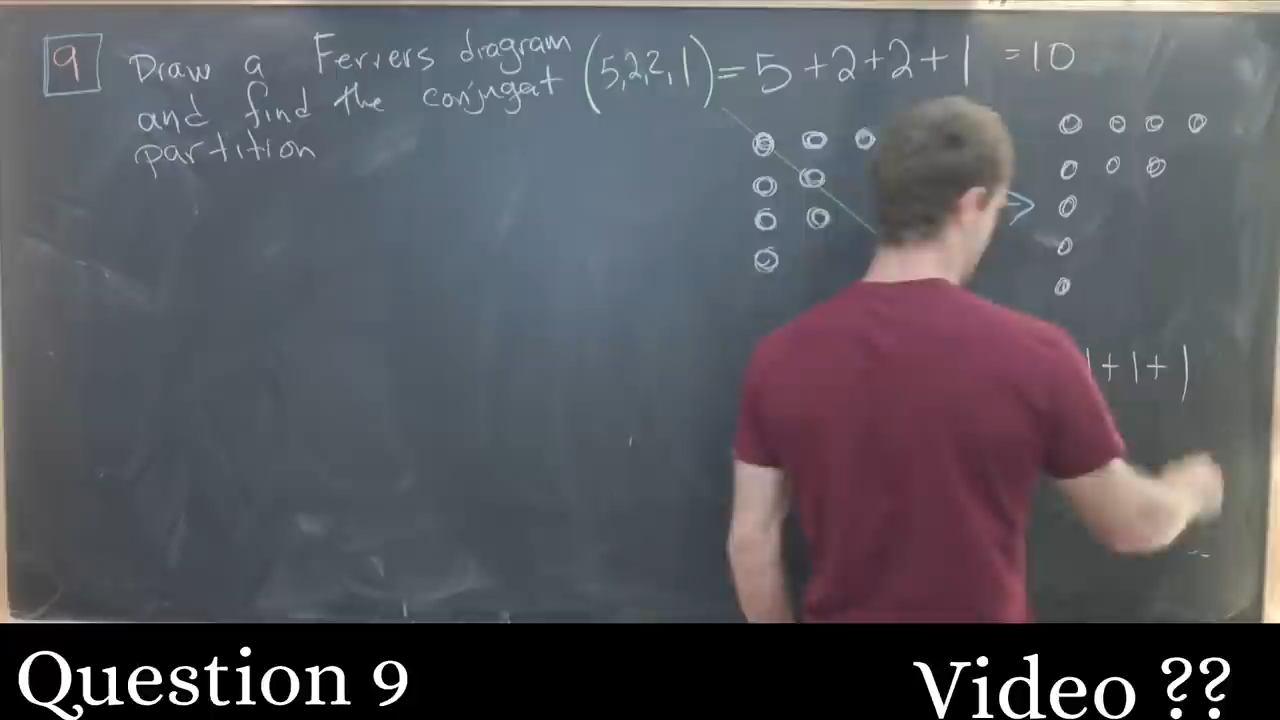 9 Draw a Ferrers diagram (5,2,2,1) = 5 + 2 + 2 + 1 = 10
and find the conjugat
partition
1 + 1 + 1
Question 9
Video ??